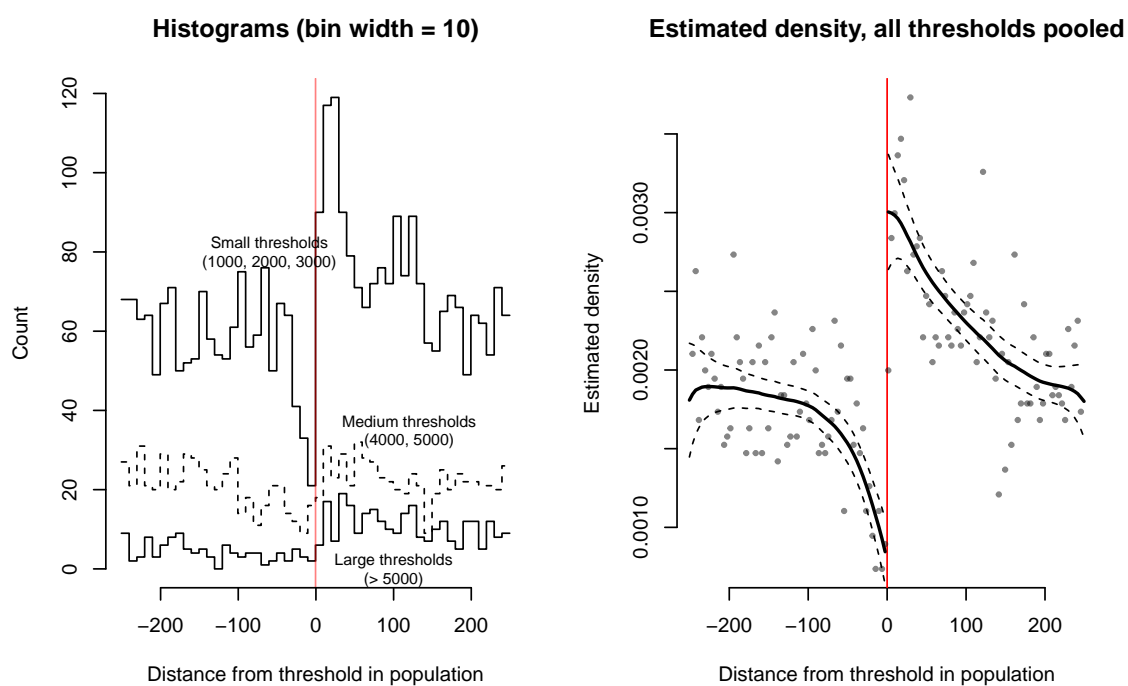 Histograms (bin width = 10)
Count
120
100
80
60
40
20
0
Small thresholds
(1000, 2000, 3000)
Medium thresholds
(4000, 5000)
Large thresholds
(> 5000)
−200 −100 0 100 200
Distance from threshold in population
Estimated density, all thresholds pooled
Estimated density
0.0030
0.0020
0.0010
−200 −100 0 100 200
Distance from threshold in population